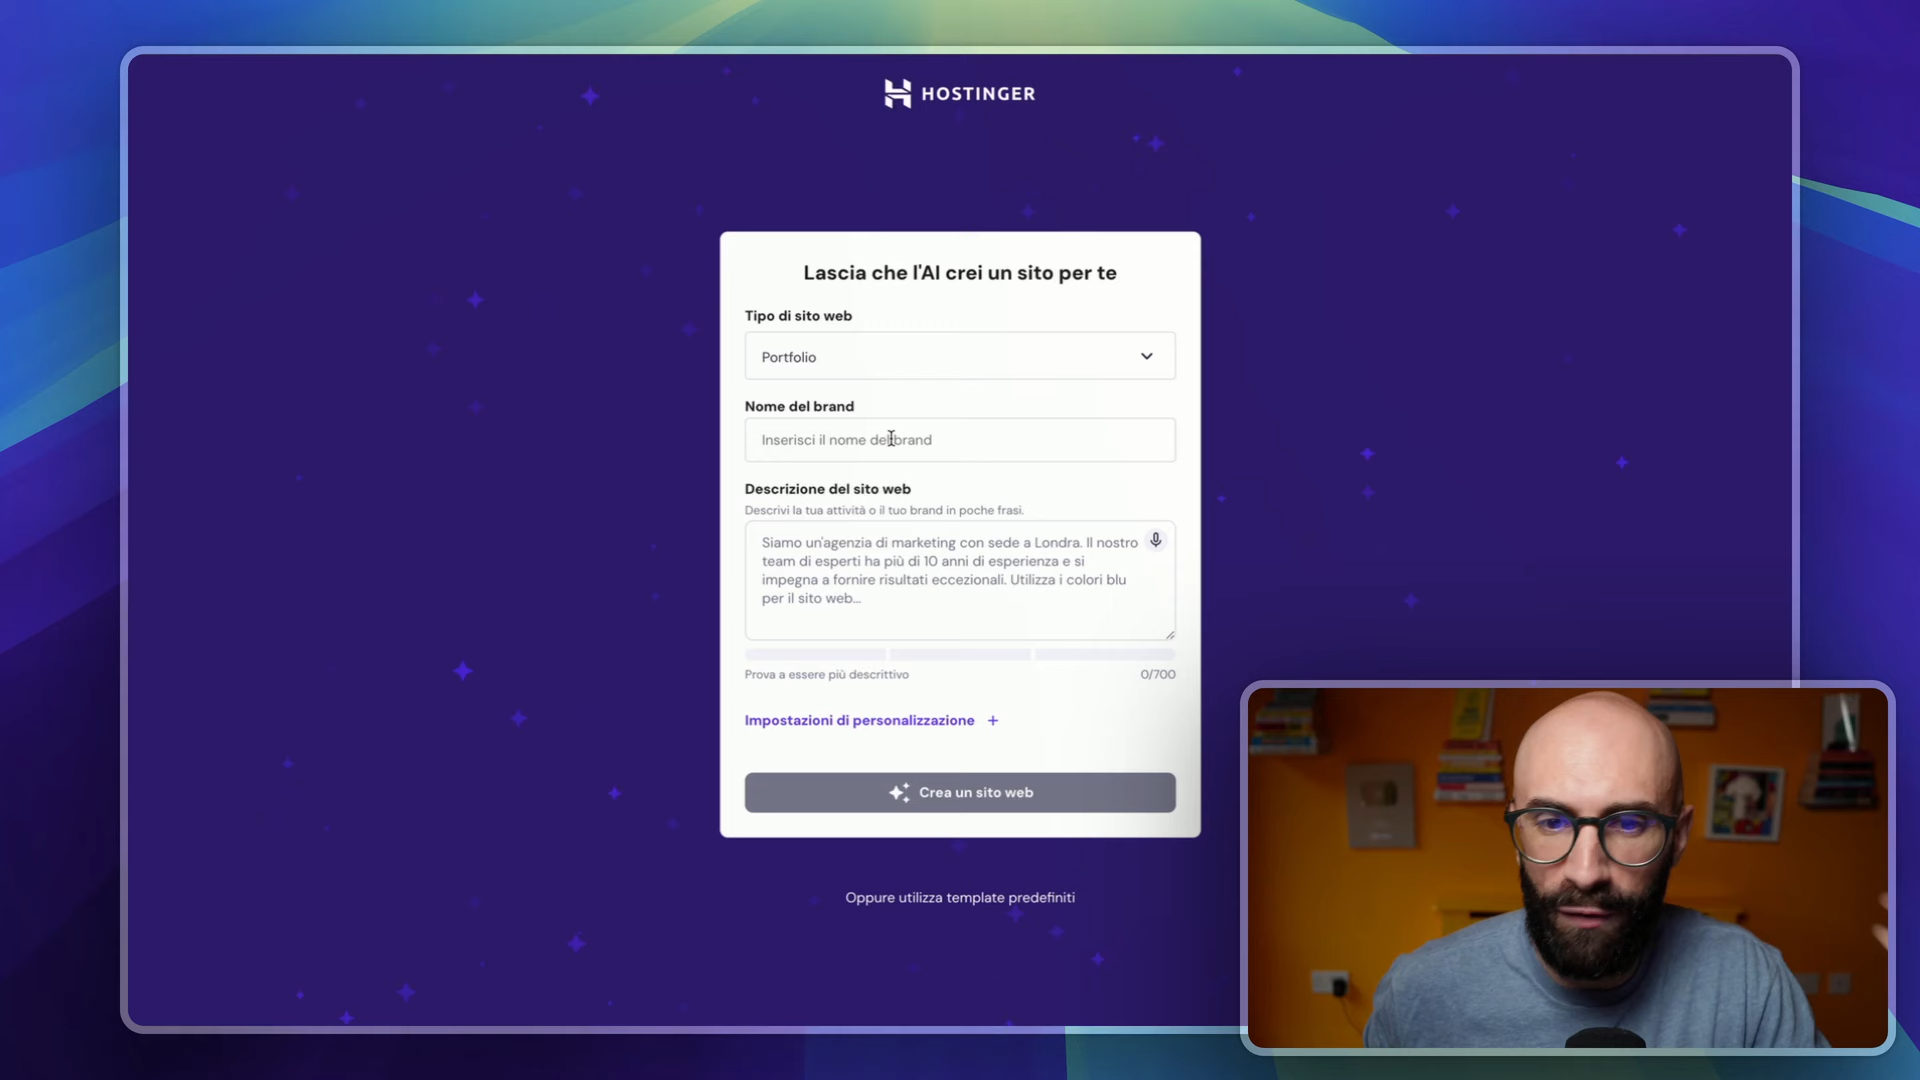 HOSTINGER
Lascia che l'AI crei un sito per te
Tipo di sito web
Portfolio
Nome del brand
Inserisci il nome del brand
Descrizione del sito web
Descrivi la tua attività o il tuo brand in poche frasi.
Siamo un'agenzia di marketing con sede a Londra. Il nostro
team di esperti ha più di 10 anni di esperienza e si
impegna a fornire risultati eccezionali. Utilizza i colori blu
per il sito web...
Prova a essere più descrittivo
0/700
Impostazioni di personalizzazione +
Crea un sito web
Oppure utilizza template predefiniti